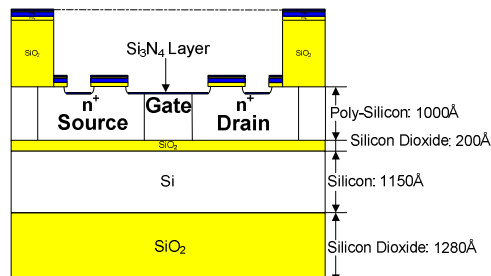 Si₃N₄ Layer
SiO₂ SiO₂
n⁺ Gate n⁺
Source Drain
Poly-Silicon: 1000Å
SiO₂
Silicon Dioxide: 200Å
Si
Silicon: 1150Å
SiO₂
Silicon Dioxide: 1280Å